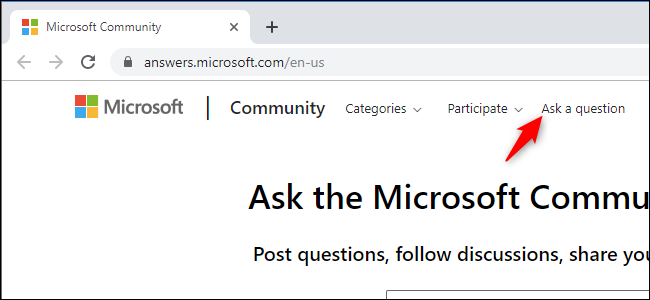 Microsoft Community
answers.microsoft.com/en-us
Microsoft Community Categories Participate Ask a question
Ask the Microsoft Commu
Post questions, follow discussions, share you